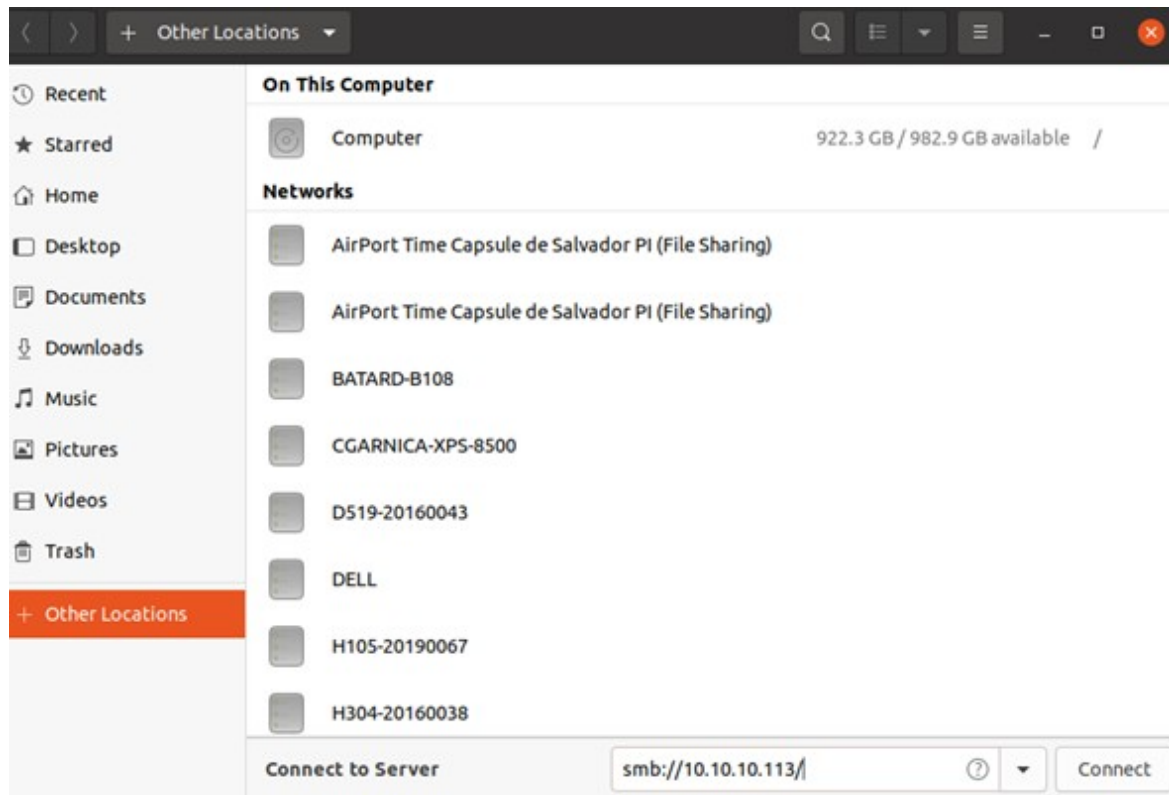 + Other Locations
Recent
Starred
Home
Desktop
Documents
Downloads
Music
Pictures
Videos
Trash
+ Other Locations
On This Computer
Computer 922.3 GB / 982.9 GB available /
Networks
AirPort Time Capsule de Salvador PI (File Sharing)
AirPort Time Capsule de Salvador PI (File Sharing)
BATARD-B108
CGARNICA-XPS-8500
D519-20160043
DELL
H105-20190067
H304-20160038
Connect to Server smb://10.10.10.113/ Connect